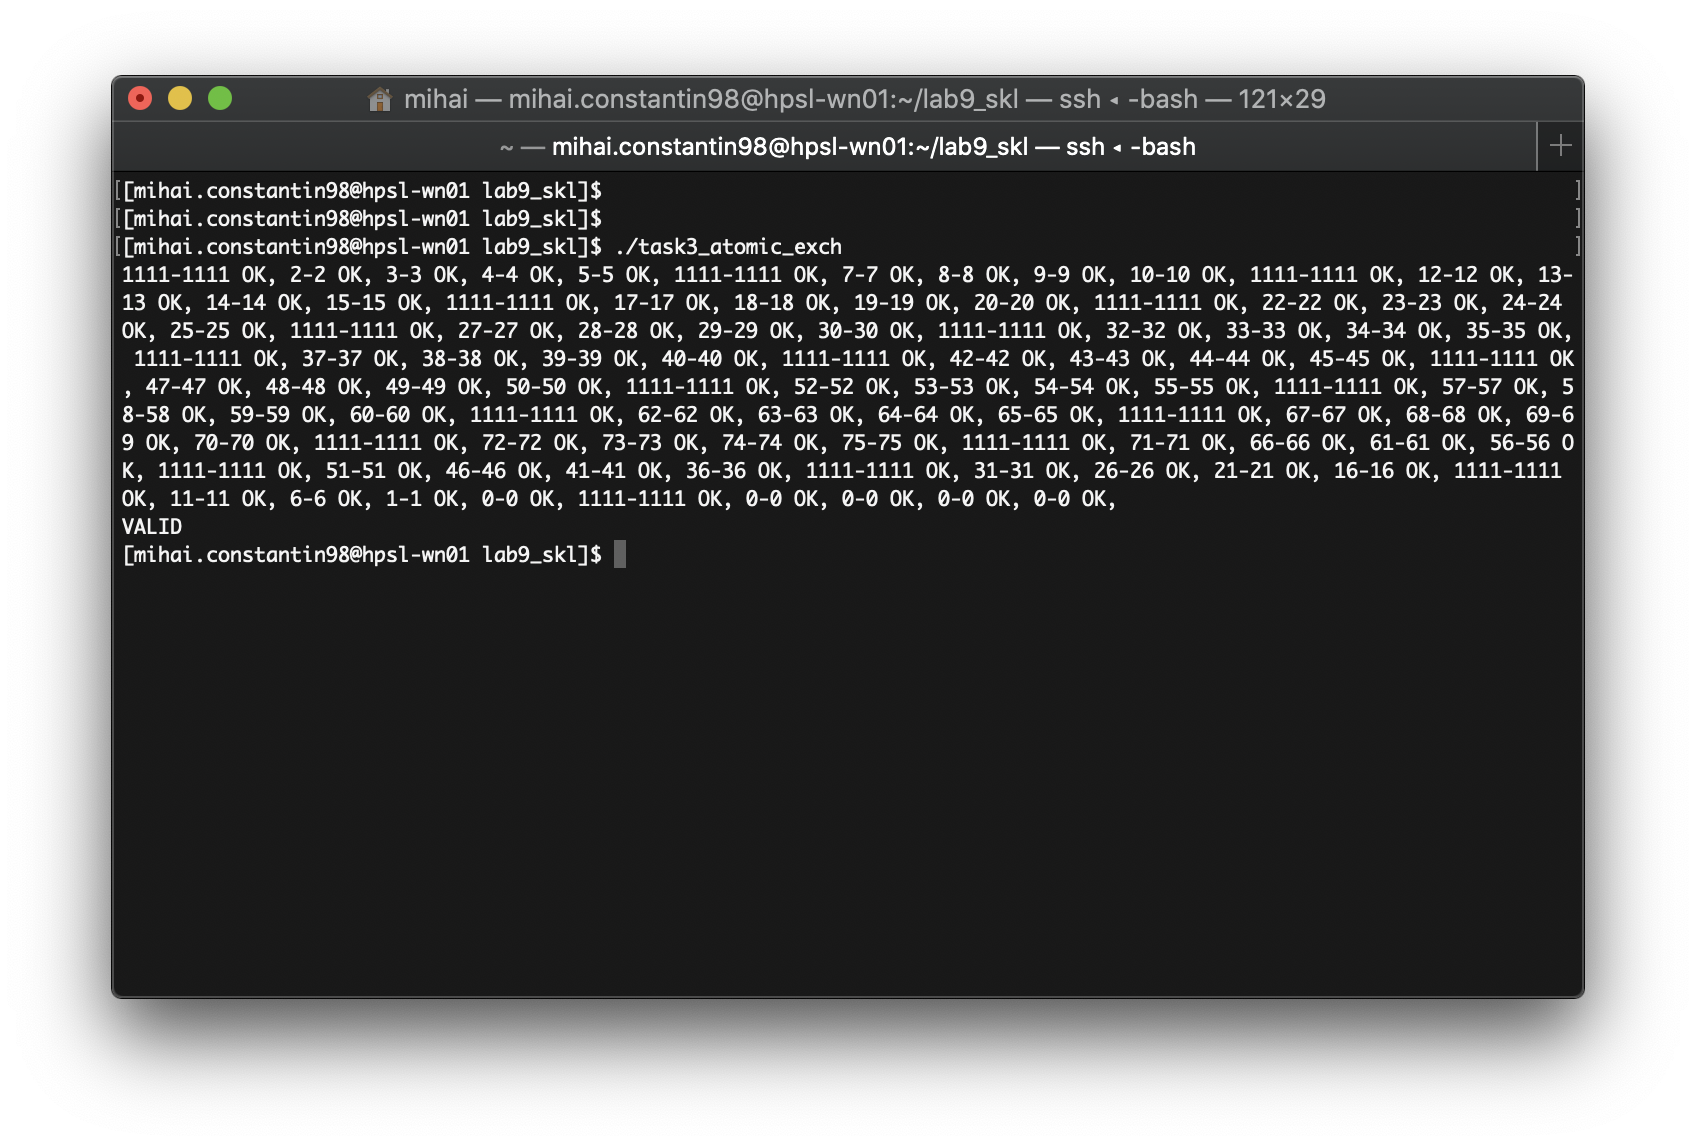 mihai — mihai.constantin98@hpsl-wn01:~/lab9_skl — ssh ◂ -bash — 121×29
~ — mihai.constantin98@hpsl-wn01:~/lab9_skl — ssh ◂ -bash
[[mihai.constantin98@hpsl-wn01 lab9_skl]$ ]
[[mihai.constantin98@hpsl-wn01 lab9_skl]$ ]
[[mihai.constantin98@hpsl-wn01 lab9_skl]$ ./task3_atomic_exch ]
1111-1111 OK, 2-2 OK, 3-3 OK, 4-4 OK, 5-5 OK, 1111-1111 OK, 7-7 OK, 8-8 OK, 9-9 OK, 10-10 OK, 1111-1111 OK, 12-12 OK, 13-
13 OK, 14-14 OK, 15-15 OK, 1111-1111 OK, 17-17 OK, 18-18 OK, 19-19 OK, 20-20 OK, 1111-1111 OK, 22-22 OK, 23-23 OK, 24-24
OK, 25-25 OK, 1111-1111 OK, 27-27 OK, 28-28 OK, 29-29 OK, 30-30 OK, 1111-1111 OK, 32-32 OK, 33-33 OK, 34-34 OK, 35-35 OK,
1111-1111 OK, 37-37 OK, 38-38 OK, 39-39 OK, 40-40 OK, 1111-1111 OK, 42-42 OK, 43-43 OK, 44-44 OK, 45-45 OK, 1111-1111 OK
, 47-47 OK, 48-48 OK, 49-49 OK, 50-50 OK, 1111-1111 OK, 52-52 OK, 53-53 OK, 54-54 OK, 55-55 OK, 1111-1111 OK, 57-57 OK, 5
8-58 OK, 59-59 OK, 60-60 OK, 1111-1111 OK, 62-62 OK, 63-63 OK, 64-64 OK, 65-65 OK, 1111-1111 OK, 67-67 OK, 68-68 OK, 69-6
9 OK, 70-70 OK, 1111-1111 OK, 72-72 OK, 73-73 OK, 74-74 OK, 75-75 OK, 1111-1111 OK, 71-71 OK, 66-66 OK, 61-61 OK, 56-56 O
K, 1111-1111 OK, 51-51 OK, 46-46 OK, 41-41 OK, 36-36 OK, 1111-1111 OK, 31-31 OK, 26-26 OK, 21-21 OK, 16-16 OK, 1111-1111
OK, 11-11 OK, 6-6 OK, 1-1 OK, 0-0 OK, 1111-1111 OK, 0-0 OK, 0-0 OK, 0-0 OK, 0-0 OK,
VALID
[mihai.constantin98@hpsl-wn01 lab9_skl]$